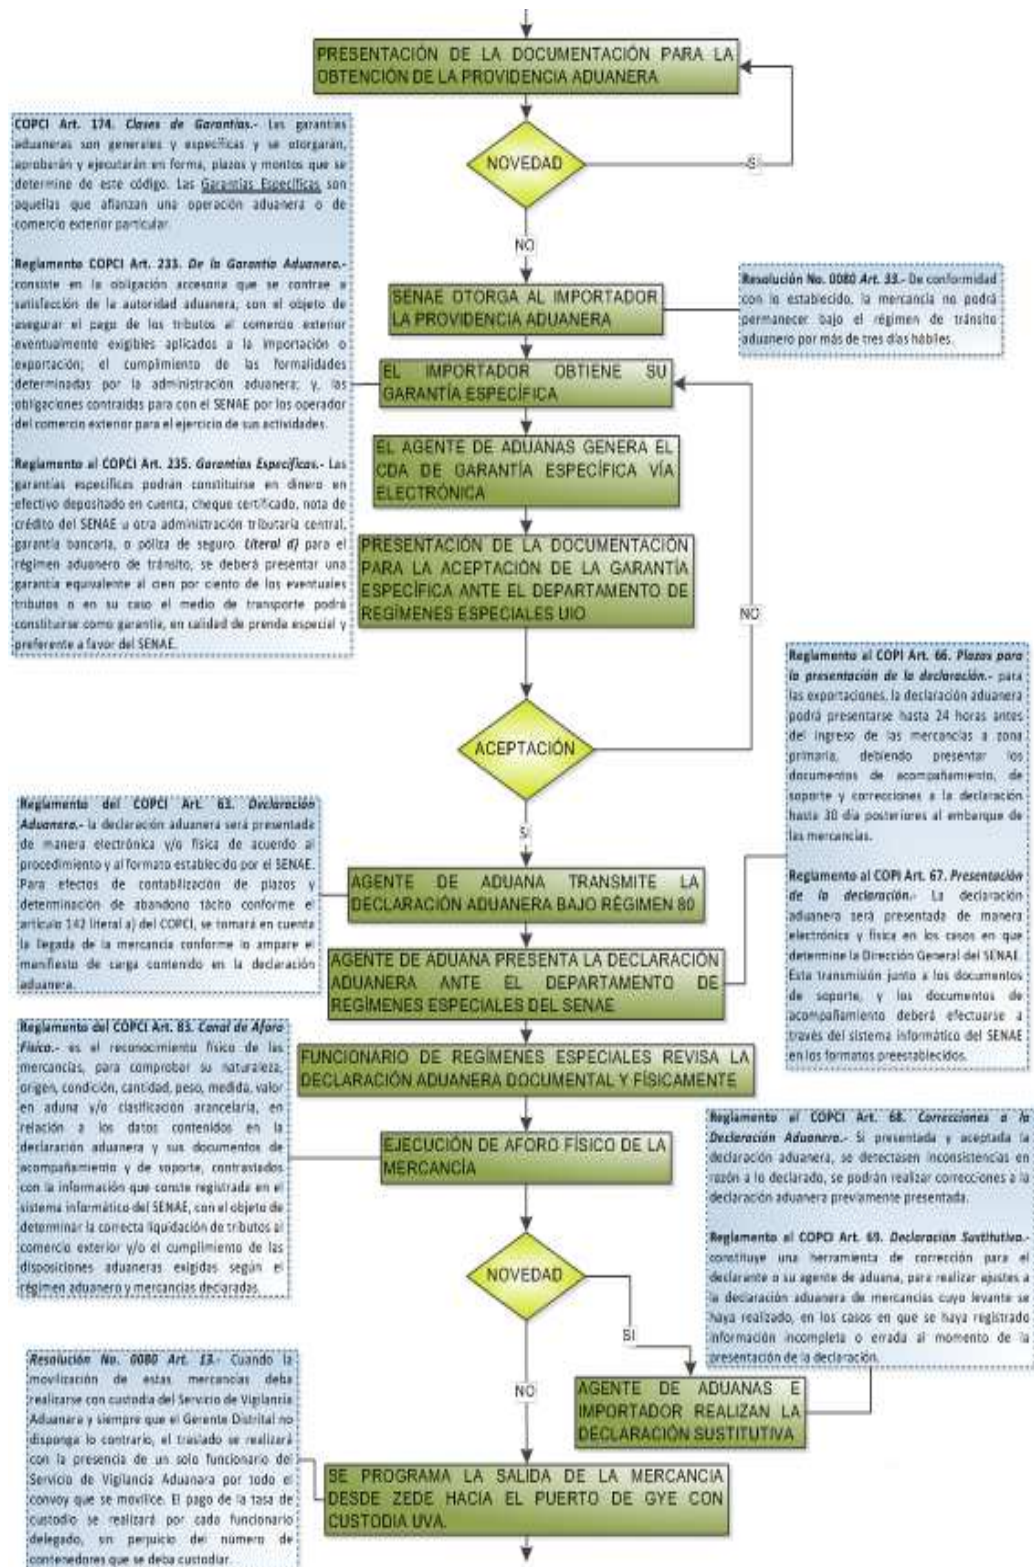 PRESENTACIÓN DE LA DOCUMENTACIÓN PARA LA
OBTENCIÓN DE LA PROVIDENCIA ADUANERA
NOVEDAD
SI
NO
COPCI Art. 174. Clases de Garantías.- Las garantías
aduaneras son generales y específicas y se otorgarán,
aprobarán y ejecutarán en forma, plazos y montos que se
determine de este código. Las Garantías Específicas son
aquellas que afianzan una operación aduanera o de
comercio exterior particular.
Reglamento COPCI Art. 233. De la Garantía Aduanera.-
consiste en la obligación accesoria que se contrae a
satisfacción de la autoridad aduanera, con el objeto de
asegurar el pago de los tributos al comercio exterior
eventualmente exigibles aplicados a la importación o
exportación; el cumplimiento de las formalidades
determinadas por la administración aduanera; y, las
obligaciones contraídas para con el SENAE por los operador
del comercio exterior para el ejercicio de sus actividades.
Reglamento al COPCI Art. 235. Garantías Específicas.- Las
garantías específicas podrán constituirse en dinero en
efectivo depositado en cuenta, cheque certificado, nota de
crédito del SENAE u otra administración tributaria central,
garantía bancaria, o póliza de seguro. Literal d) para el
régimen aduanero de tránsito, se deberá presentar una
garantía equivalente al cien por ciento de los eventuales
tributos o en su caso el medio de transporte podrá
constituirse como garantía, en calidad de prenda especial y
preferente a favor del SENAE.
SENAE OTORGA AL IMPORTADOR
LA PROVIDENCIA ADUANERA
Resolución No. 0080 Art. 33.- De conformidad
con lo establecido, la mercancía no podrá
permanecer bajo el régimen de tránsito
aduanero por más de tres días hábiles.
EL IMPORTADOR OBTIENE SU
GARANTÍA ESPECÍFICA
EL AGENTE DE ADUANAS GENERA EL
CDA DE GARANTÍA ESPECÍFICA VÍA
ELECTRÓNICA
PRESENTACIÓN DE LA DOCUMENTACIÓN
PARA LA ACEPTACIÓN DE LA GARANTÍA
ESPECÍFICA ANTE EL DEPARTAMENTO DE
REGÍMENES ESPECIALES UIO
NO
ACEPTACIÓN
SI
Reglamento al COPI Art. 66. Plazos para
la presentación de la declaración.- para
las exportaciones, la declaración aduanera
podrá presentarse hasta 24 horas antes
del ingreso de las mercancías a zona
primaria, debiendo presentar los
documentos de acompañamiento, de
soporte y correcciones a la declaración
hasta 30 día posteriores al embarque de
las mercancías.
Reglamento al COPI Art. 67. Presentación
de la declaración.- La declaración
aduanera será presentada de manera
electrónica y física en los casos en que
determine la Dirección General del SENAE.
Esta transmisión junto a los documentos
de soporte, y los documentos de
acompañamiento deberá efectuarse a
través del sistema informático del SENAE
en los formatos preestablecidos.
Reglamento del COPCI Art. 63. Declaración
Aduanera.- la declaración aduanera será presentada
de manera electrónica y/o física de acuerdo al
procedimiento y al formato establecido por el SENAE.
Para efectos de contabilización de plazos y
determinación de abandono tácito conforme el
artículo 142 literal a) del COPCI, se tomará en cuenta
la llegada de la mercancía conforme lo ampare el
manifiesto de carga contenido en la declaración
aduanera.
AGENTE DE ADUANA TRANSMITE LA
DECLARACIÓN ADUANERA BAJO RÉGIMEN 80
AGENTE DE ADUANA PRESENTA LA DECLARACIÓN
ADUANERA ANTE EL DEPARTAMENTO DE
REGÍMENES ESPECIALES DEL SENAE
FUNCIONARIO DE REGÍMENES ESPECIALES REVISA LA
DECLARACIÓN ADUANERA DOCUMENTAL Y FÍSICAMENTE
Reglamento del COPCI Art. 83. Canal de Aforo
Físico.- es el reconocimiento físico de las
mercancías, para comprobar su naturaleza,
origen, condición, cantidad, peso, medida, valor
en aduna y/o clasificación arancelaria, en
relación a los datos contenidos en la
declaración aduanera y sus documentos de
acompañamiento y de soporte, contrastados
con la información que conste registrada en el
sistema informático del SENAE, con el objeto de
determinar la correcta liquidación de tributos al
comercio exterior y/o el cumplimiento de las
disposiciones aduaneras exigidas según el
régimen aduanero y mercancías declaradas.
EJECUCIÓN DE AFORO FÍSICO DE LA
MERCANCÍA
Reglamento al COPCI Art. 68. Correcciones a la
Declaración Aduanera.- Si presentada y aceptada la
declaración aduanera, se detectasen inconsistencias en
razón a lo declarado, se podrán realizar correcciones a la
declaración aduanera previamente presentada.
Reglamento al COPCI Art. 69. Declaración Sustitutiva.-
constituye una herramienta de corrección para el
declarante o su agente de aduana, para realizar ajustes a
la declaración aduanera de mercancías cuyo levante se
haya realizado, en los casos en que se haya registrado
información incompleta o errada al momento de la
presentación de la declaración.
NOVEDAD
SI
NO
AGENTE DE ADUANAS E
IMPORTADOR REALIZAN LA
DECLARACIÓN SUSTITUTIVA
Resolución No. 0080 Art. 13.- Cuando la
movilización de estas mercancías deba
realizarse con custodia del Servicio de Vigilancia
Aduanara y siempre que el Gerente Distrital no
disponga lo contrario, el traslado se realizará
con la presencia de un solo funcionario del
Servicio de Vigilancia Aduanara por todo el
convoy que se movilice. El pago de la tasa de
custodio se realizará por cada funcionario
delegado, sin perjuicio del número de
contenedores que se deba custodiar.
SE PROGRAMA LA SALIDA DE LA MERCANCIA
DESDE ZEDE HACIA EL PUERTO DE GYE CON
CUSTODIA UVA.